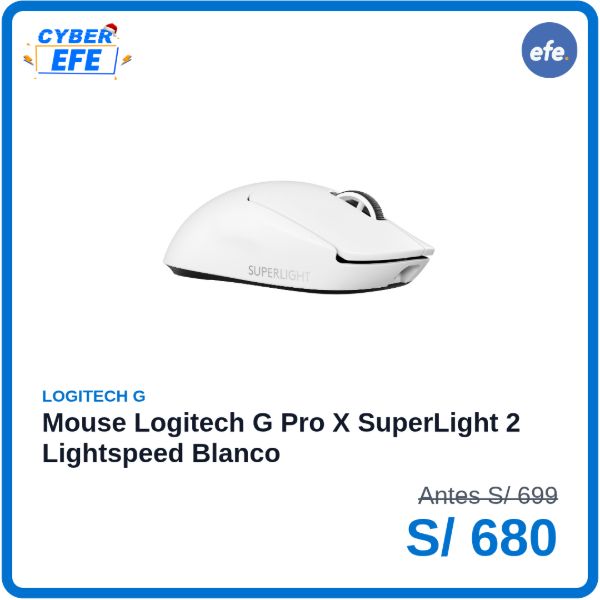 CYBER
EFE
efe.
SUPERLIGHT
LOGITECH G
Mouse Logitech G Pro X SuperLight 2
Lightspeed Blanco
Antes S/ 699
S/ 680